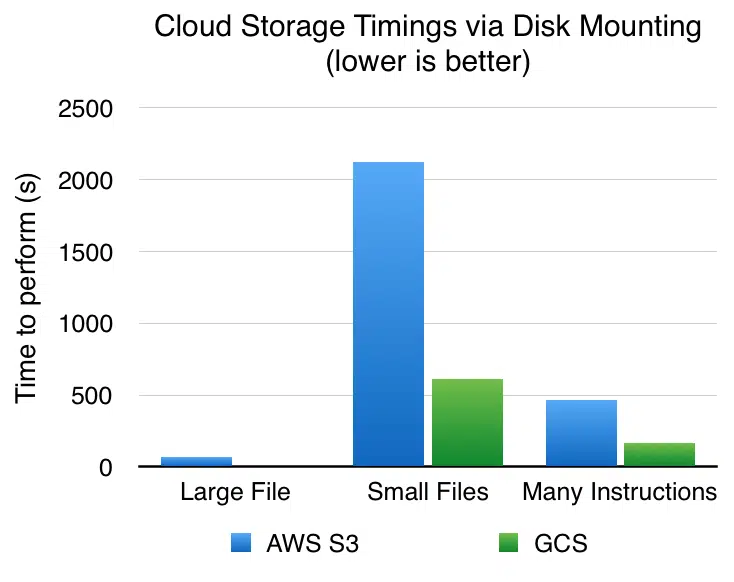 Cloud Storage Timings via Disk Mounting
(lower is better)
Time to perform (s)
2500
2000
1500
1000
500
0
Large File
Small Files
Many Instructions
AWS S3
GCS